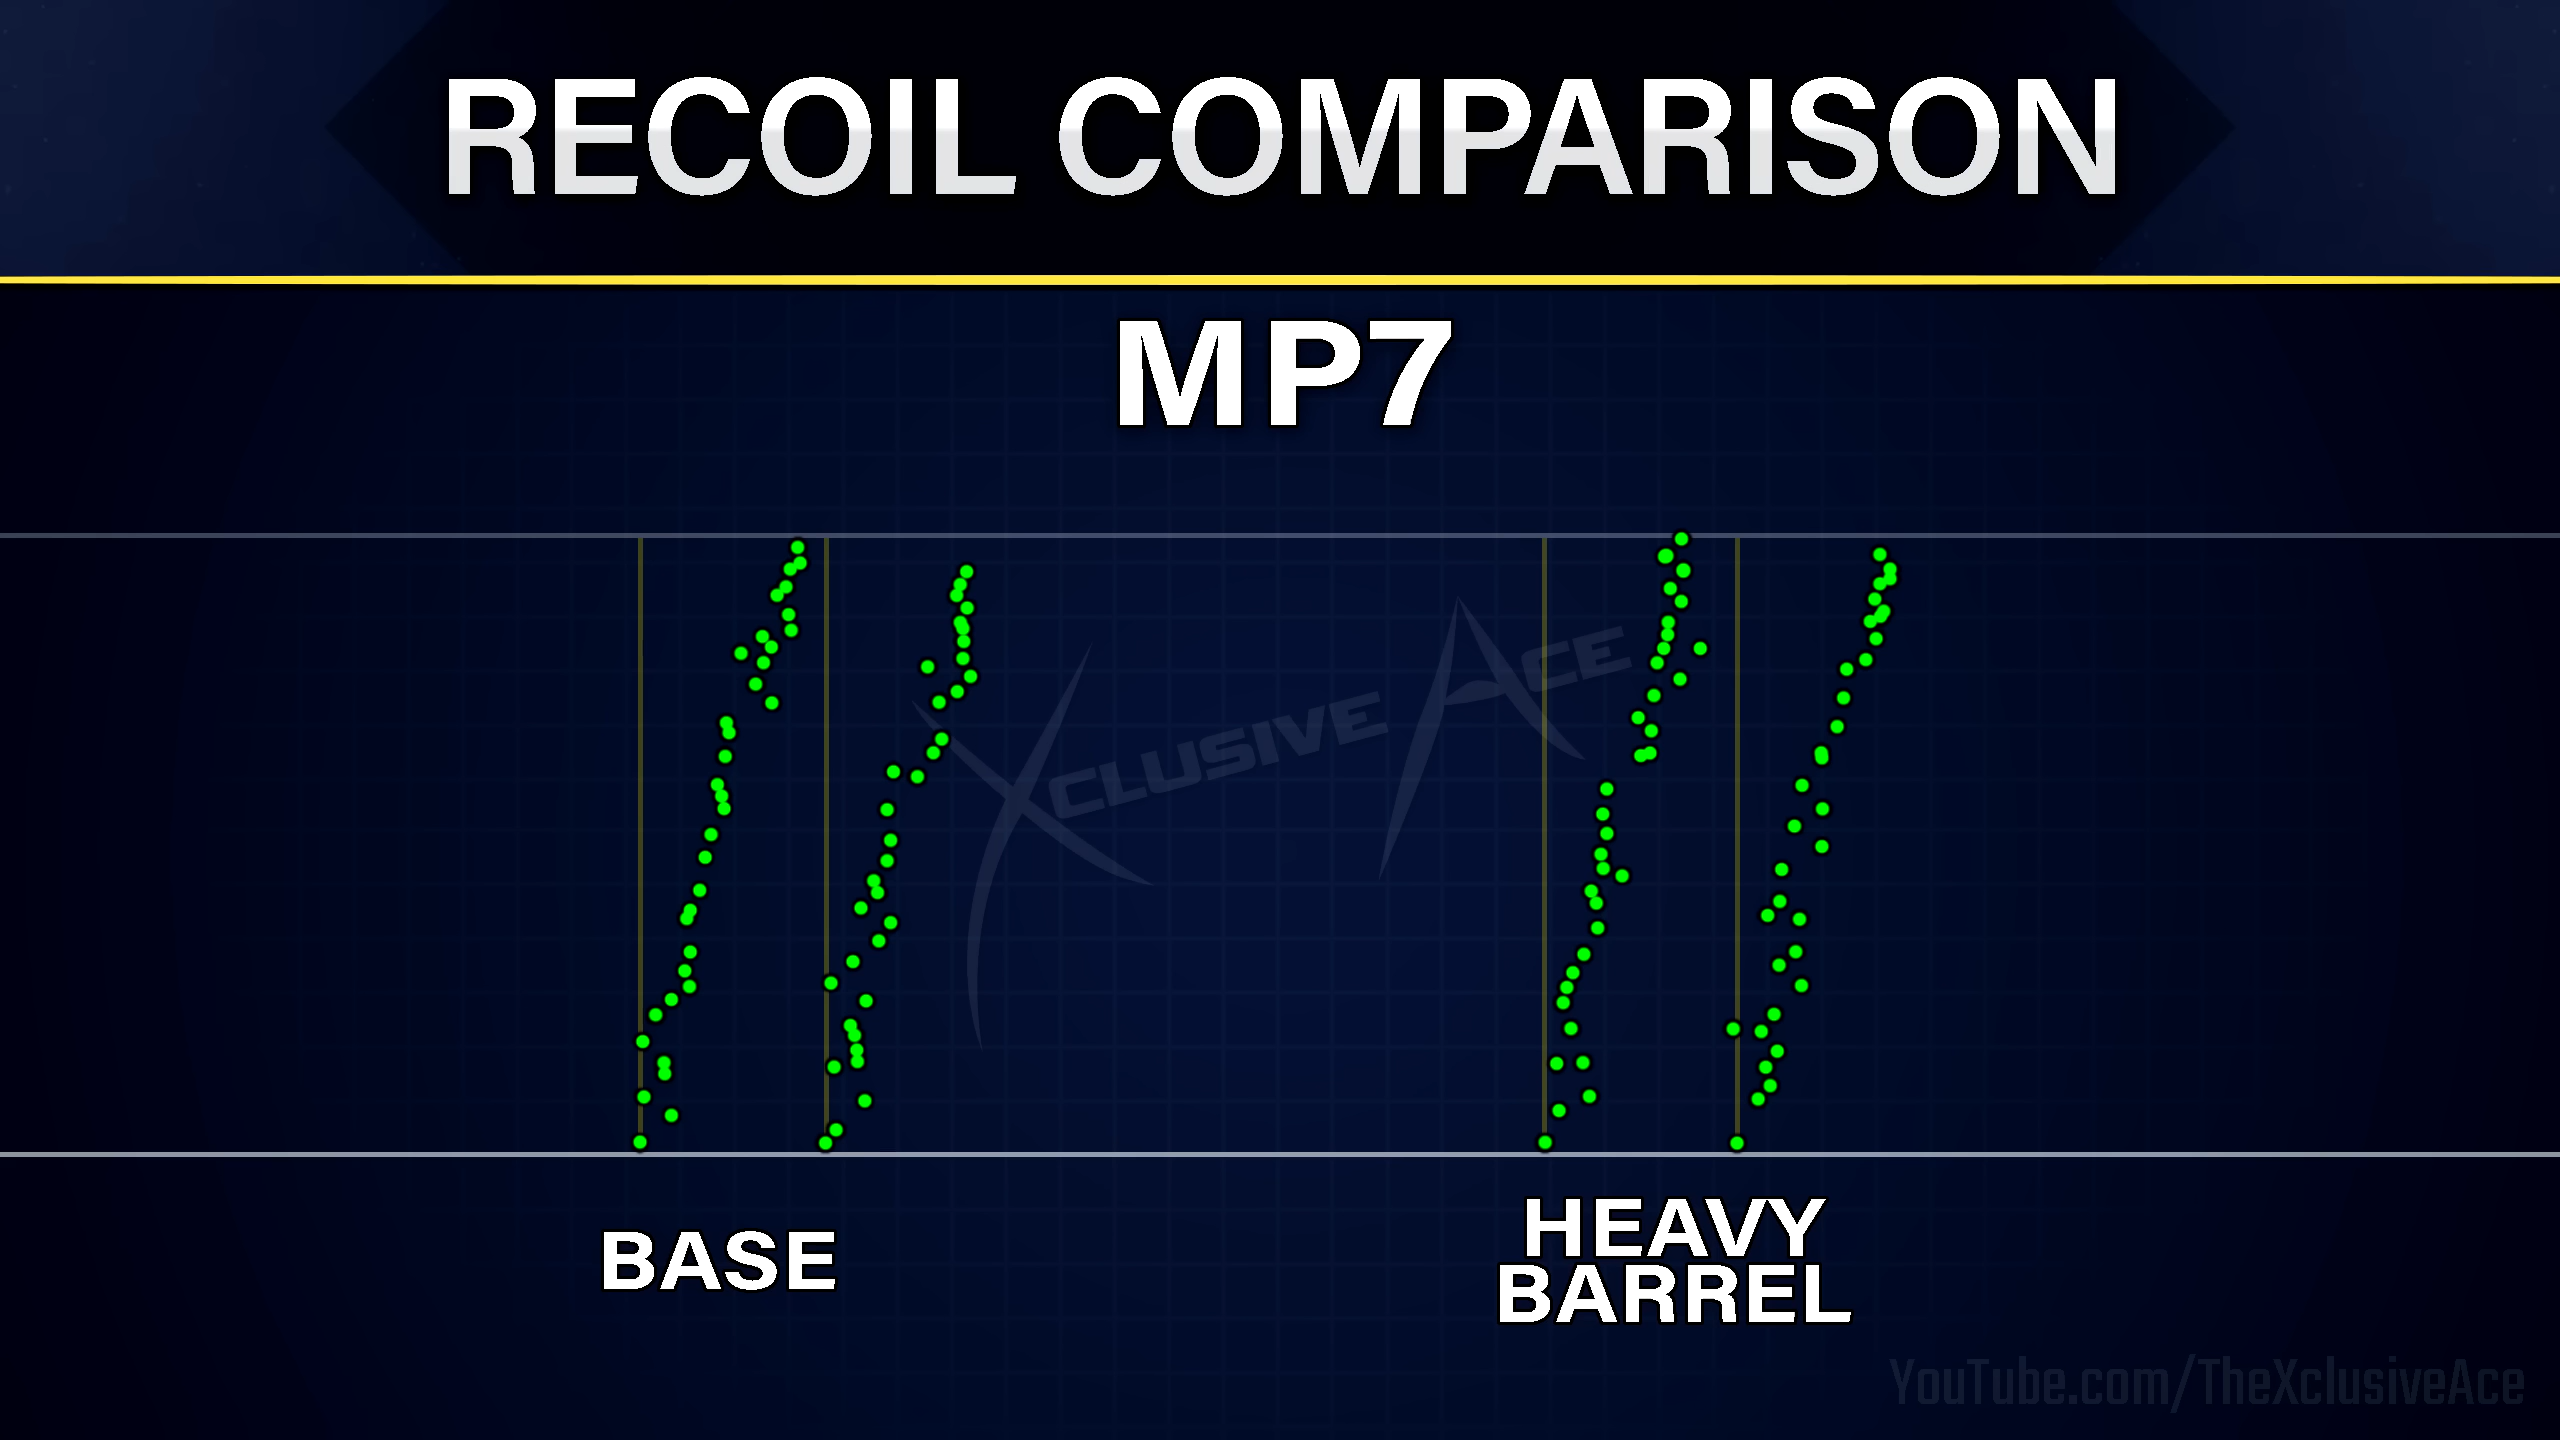 RECOIL COMPARISON
MP7
XCLUSIVE ACE
BASE
HEAVY
BARREL
YouTube.com/TheXclusiveAce